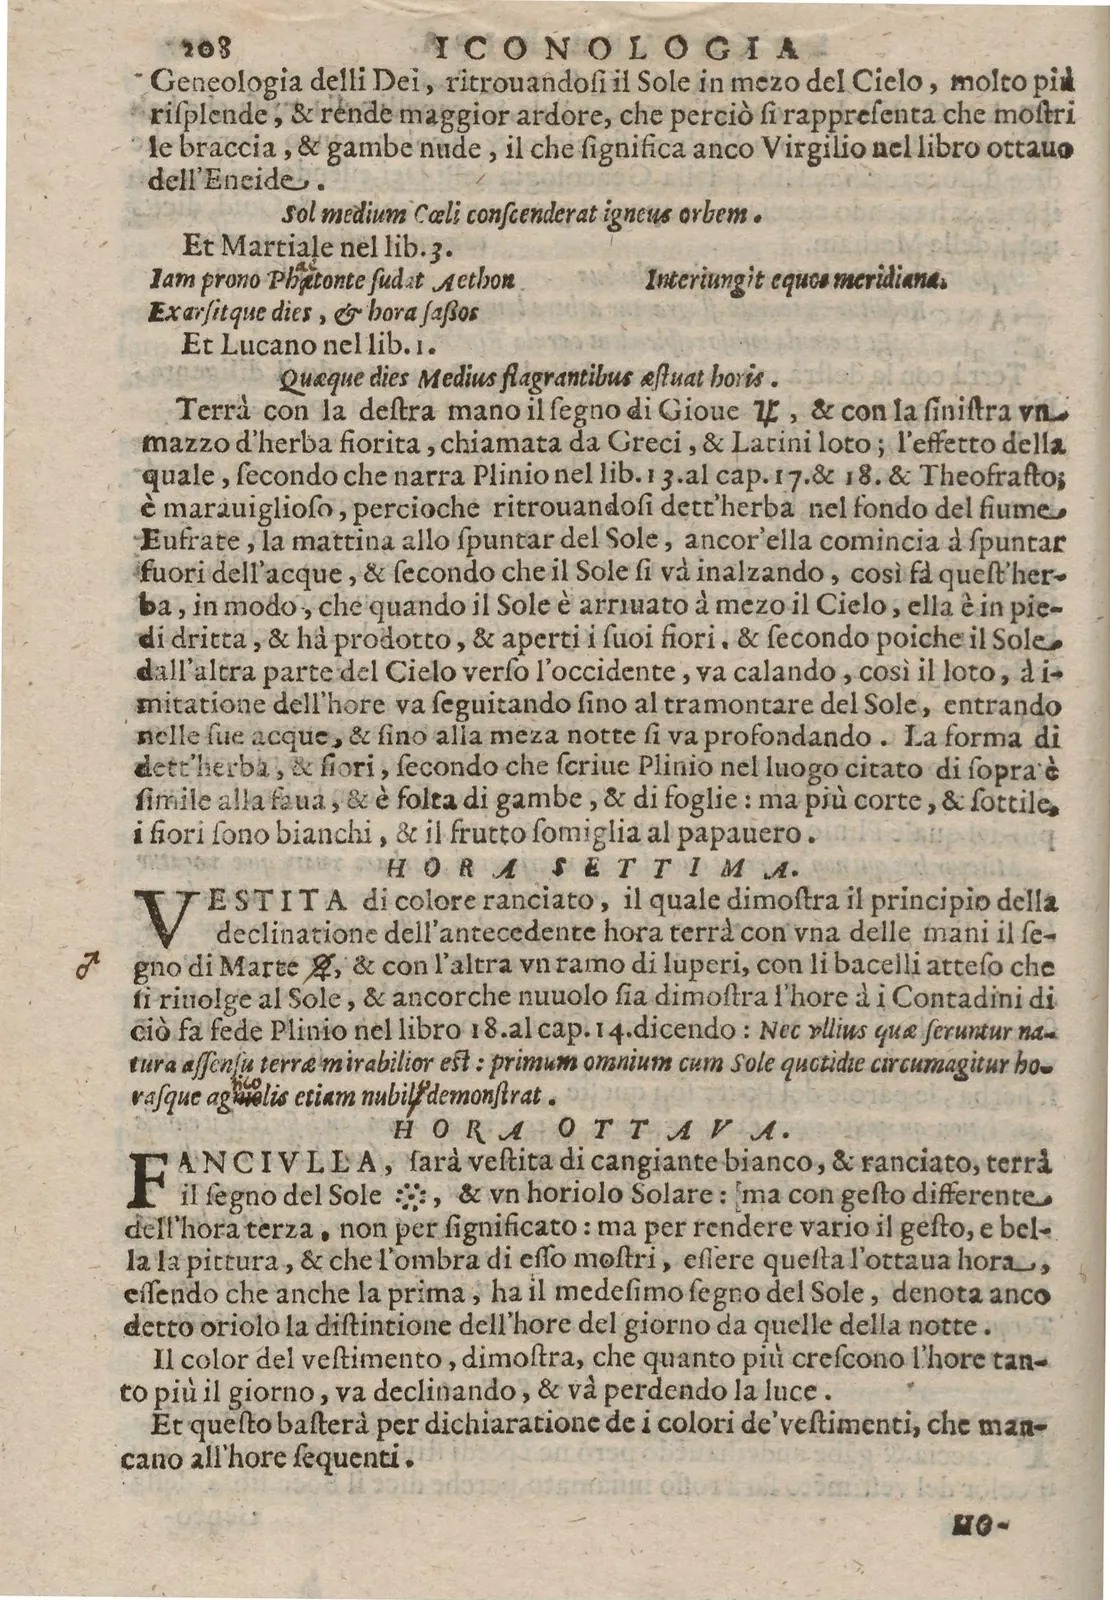 208 ICONOLOGIA
Geneologia delli Dei, ritrouandoſi il Sole in mezo del Cielo, molto più
riſplende, & rende maggior ardore, che perciò ſi rappreſenta che moſtri
le braccia, & gambe nude, il che ſignifica anco Virgilio nel libro ottauo
dell'Eneide.
Sol medium Cœli conſcenderat igneus orbem.
Et Martiale nel lib. 3.
Iam prono Phætonte ſudat Aethon Interiungit equos meridiana.
Exarſitque dies, & hora laſſos
Et Lucano nel lib. 1.
Quæque dies Medius flagrantibus æſtuat horis.
Terrà con la deſtra mano il ſegno di Gioue ♃, & con la ſiniſtra vn
mazzo d'herba fiorita, chiamata da Greci, & Latini loto; l'effetto della
quale, ſecondo che narra Plinio nel lib. 13. al cap. 17. & 18. & Theofraſto;
è marauiglioſo, percioche ritrouandoſi dett'herba nel fondo del fiume
Eufrate, la mattina allo ſpuntar del Sole, ancor'ella comincia à ſpuntar
fuori dell'acque, & ſecondo che il Sole ſi và inalzando, così fà queſt'her-
ba, in modo, che quando il Sole è arriuato à mezo il Cielo, ella è in pie-
di dritta, & hà prodotto, & aperti i ſuoi fiori, & ſecondo poiche il Sole
dall'altra parte del Cielo verſo l'occidente, va calando, così il loto, à i-
mitatione dell'hore va ſeguitando ſino al tramontare del Sole, entrando
nelle ſue acque, & ſino alla meza notte ſi va profondando. La forma di
dett'herba, & fiori, ſecondo che ſcriue Plinio nel luogo citato di ſopra è
ſimile alla faua, & è folta di gambe, & di foglie: ma più corte, & ſottile,
i fiori ſono bianchi, & il frutto ſomiglia al papauero.
HORA SETTIMA.
VESTITA di colore ranciato, il quale dimoſtra il principio della
declinatione dell'antecedente hora terrà con vna delle mani il ſe-
♂ gno di Marte, & con l'altra vn ramo di luperi, con li bacelli atteſo che
ſi riuolge al Sole, & ancorche nuuolo ſia dimoſtra l'hore à i Contadini di
ciò fa fede Plinio nel libro 18. al cap. 14. dicendo: Nec vllius quæ ſeruntur na-
tura aſſenſu terræ mirabilior eſt: primum omnium cum Sole quotidie circumagitur ho-
raſque agricolis etiam nubilo demonſtrat.
HORA OTTAVA.
FANCIVLLA, ſarà veſtita di cangiante bianco, & ranciato, terrà
il ſegno del Sole, & vn horiolo Solare: ma con geſto differente
dell'hora terza, non per ſignificato: ma per rendere vario il geſto, e bel-
la la pittura, & che l'ombra di eſſo moſtri, eſſere queſta l'ottaua hora,
eſſendo che anche la prima, ha il medeſimo ſegno del Sole, denota anco
detto oriolo la diſtintione dell'hore del giorno da quelle della notte.
Il color del veſtimento, dimoſtra, che quanto più creſcono l'hore tan-
to più il giorno, va declinando, & và perdendo la luce.
Et queſto baſterà per dichiaratione de i colori de' veſtimenti, che man-
cano all'hore ſequenti.
HO-